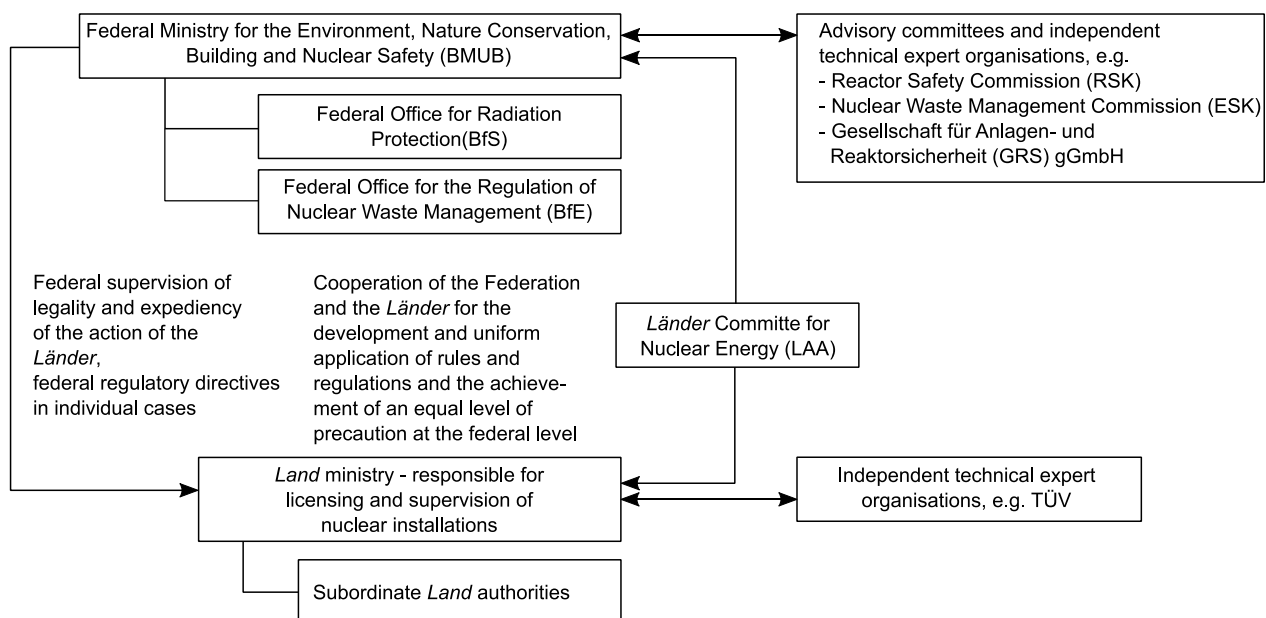 Federal Ministry for the Environment, Nature Conservation,
Building and Nuclear Safety (BMUB)
Advisory committees and independent
technical expert organisations, e.g.
- Reactor Safety Commission (RSK)
- Nuclear Waste Management Commission (ESK)
- Gesellschaft für Anlagen- und
Reaktorsicherheit (GRS) gGmbH
Federal Office for Radiation
Protection(BfS)
Federal Office for the Regulation of
Nuclear Waste Management (BfE)
Federal supervision of
legality and expediency
of the action of the
Länder,
federal regulatory directives
in individual cases
Cooperation of the Federation
and the Länder for the
development and uniform
application of rules and
regulations and the achieve-
ment of an equal level of
precaution at the federal level
Länder Committe for
Nuclear Energy (LAA)
Land ministry - responsible for
licensing and supervision of
nuclear installations
Independent technical expert
organisations, e.g. TÜV
Subordinate Land authorities